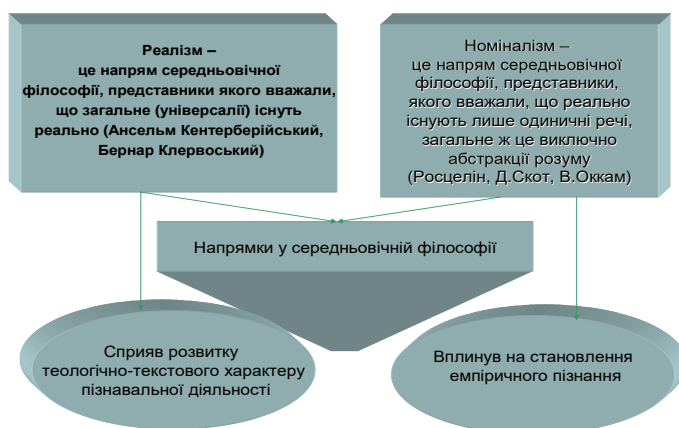 Реалізм –
це напрям середньовічної
філософії, представники якого вважали,
що загальне (універсалії) існуть
реально (Ансельм Кентерберійський,
Бернар Клервоський)
Номіналізм –
це напрям середньовічної
філософії, представники,
якого вважали, що реально
існують лише одиничні речі,
загальне ж це виключно
абстракції розуму
(Росцелін, Д.Скот, В.Оккам)
Напрямки у середньовічній філософії
Сприяв розвитку
теологічно-текстового характеру
пізнавальної діяльності
Вплинув на становлення
емпіричного пізнання